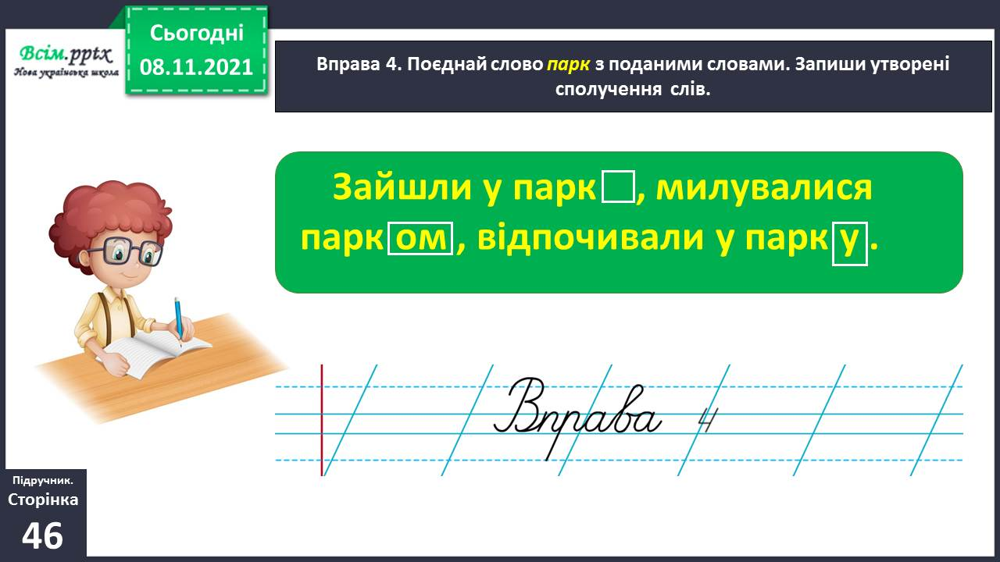 Всім.pptx
Нова українська школа
Сьогодні
08.11.2021
Вправа 4. Поєднай слово парк з поданими словами. Запиши утворені
сполучення слів.
Зайшли у парк , милувалися
парк ом , відпочивали у парк у .
Вправа 4
Підручник.
Сторінка
46